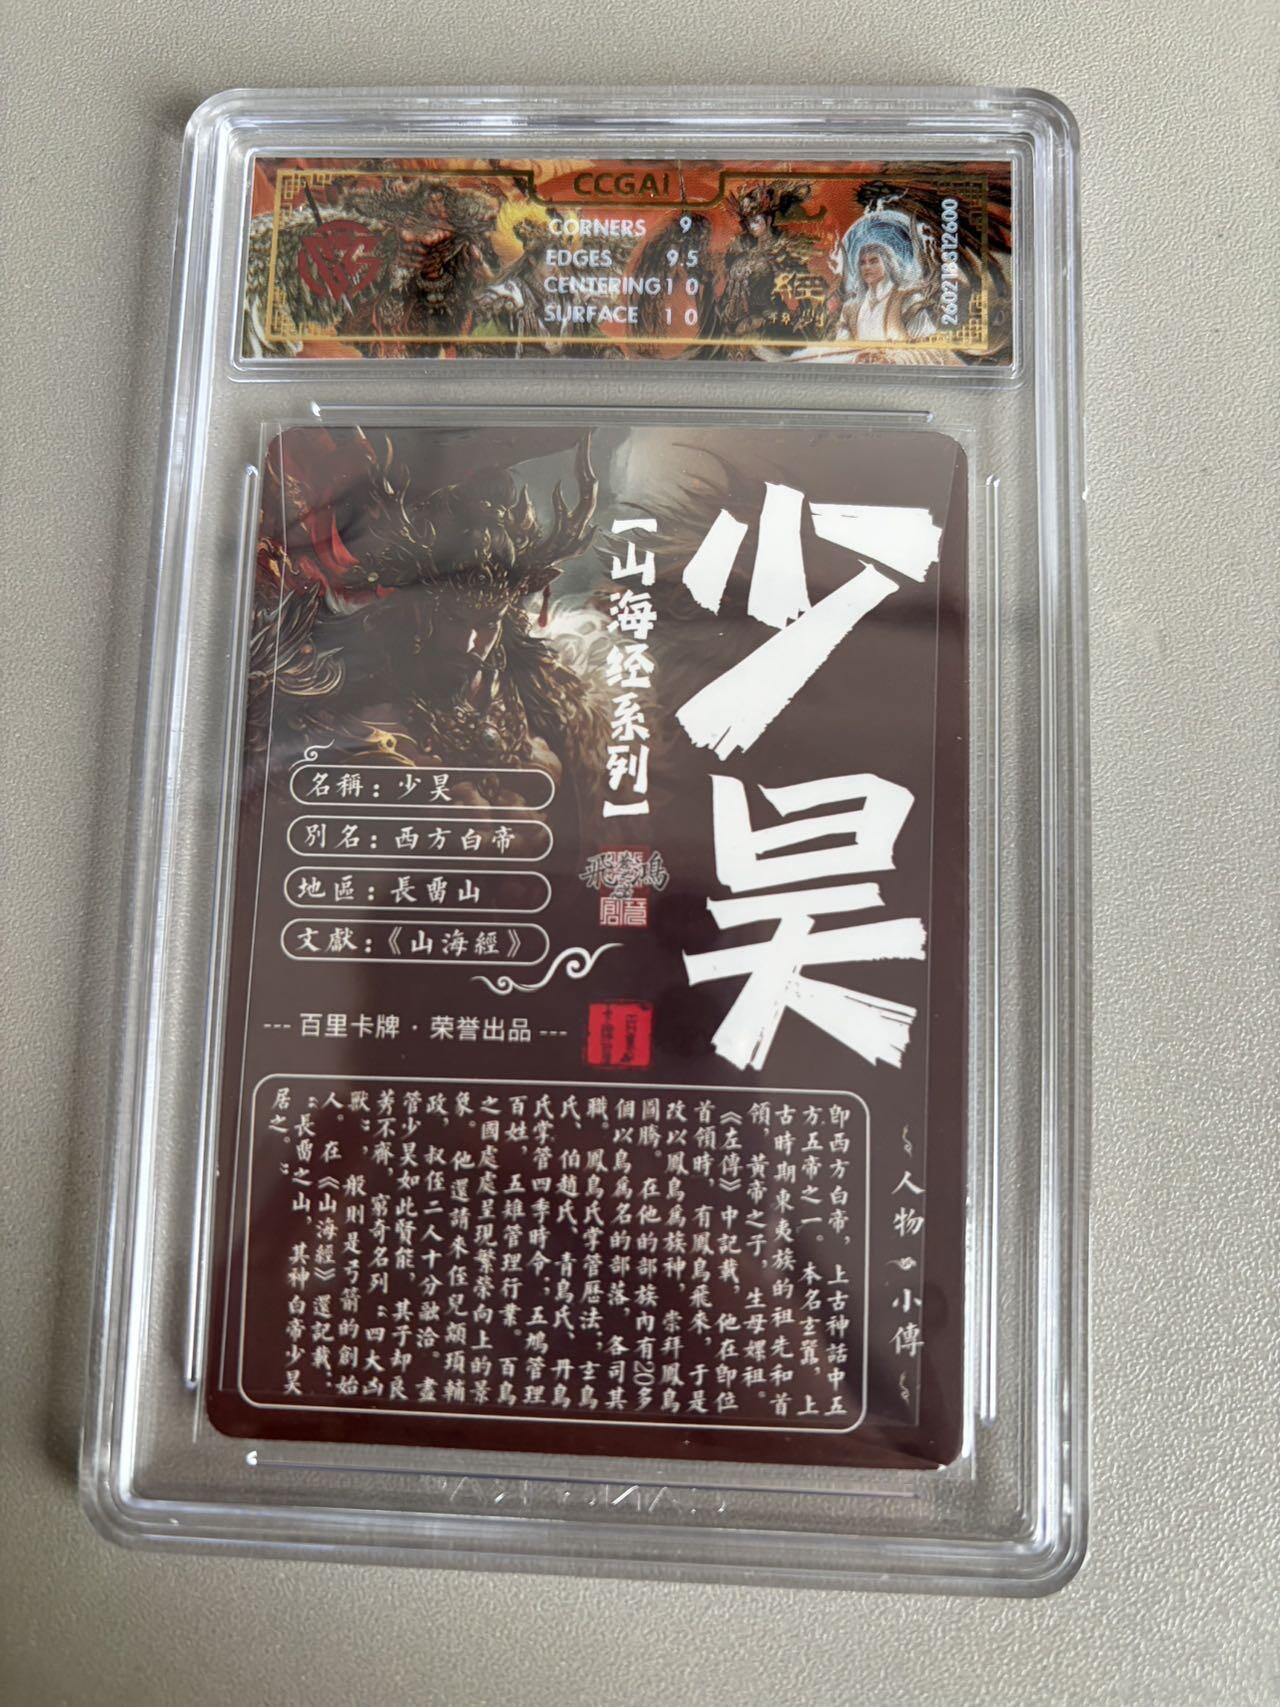 CCGAI
CORNERS 9
EDGES 9.5
CENTERING 10
SURFACE 10
少昊
【山海经系列】
名稱：少昊
別名：西方白帝
地區：長畱山
文獻：《山海經》
--- 百里卡牌 · 荣誉出品 ---
人物小傳
即西方白帝，上古神話中五
方五帝之一。本名玄囂，上
古時期東夷族的祖先和首
領，黃帝之子，生母嫘祖。
《左傳》中記載，他在即位
首領時，有鳳鳥飛來，于是
改以鳳鳥爲族神，崇拜鳳鳥
圖騰。在他的部族內有20多
個以鳥爲名的部落，各司其
職。鳳鳥氏掌管歷法；玄鳥
氏、伯趙氏、青鳥氏、丹鳥
氏掌管四季時令；五鳩管理
百姓，五雉管理行業。百鳥
之國處處呈現繁榮向上的景
象。他還請來侄兒顓頊輔
政，叔侄二人十分融洽。盡
管少昊如此賢能，其子却良
莠不齊，窮奇名列“四大凶
獸”，般則是弓箭的創始
人。在《山海經》還記載：
“長畱之山，其神白帝少昊
居之。”